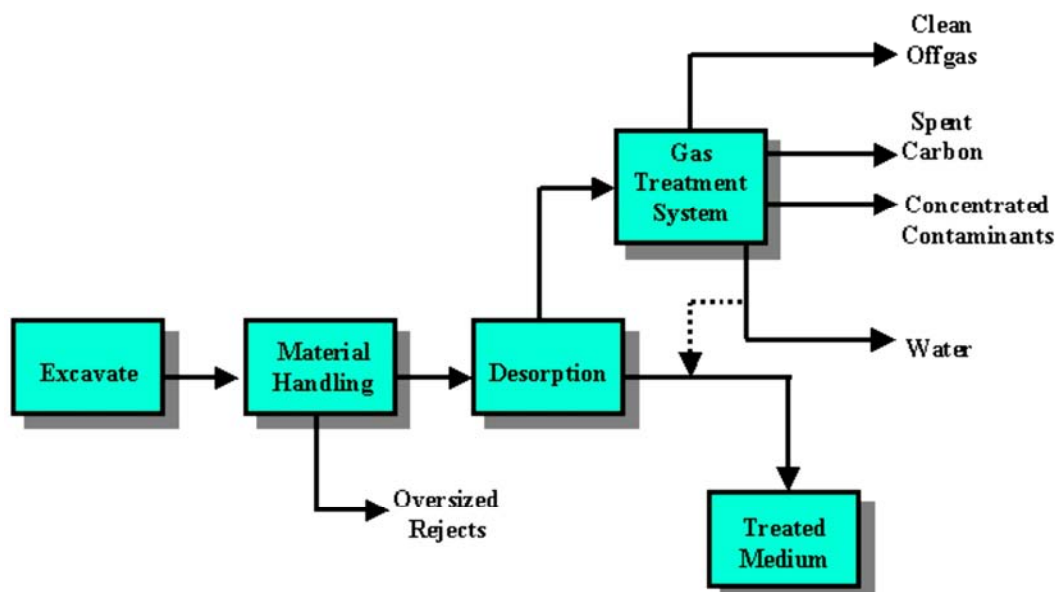 Clean
Offgas
Spent
Carbon
Gas
Treatment
System
Concentrated
Contaminants
Excavate
Material
Handling
Desorption
Water
Oversized
Rejects
Treated
Medium